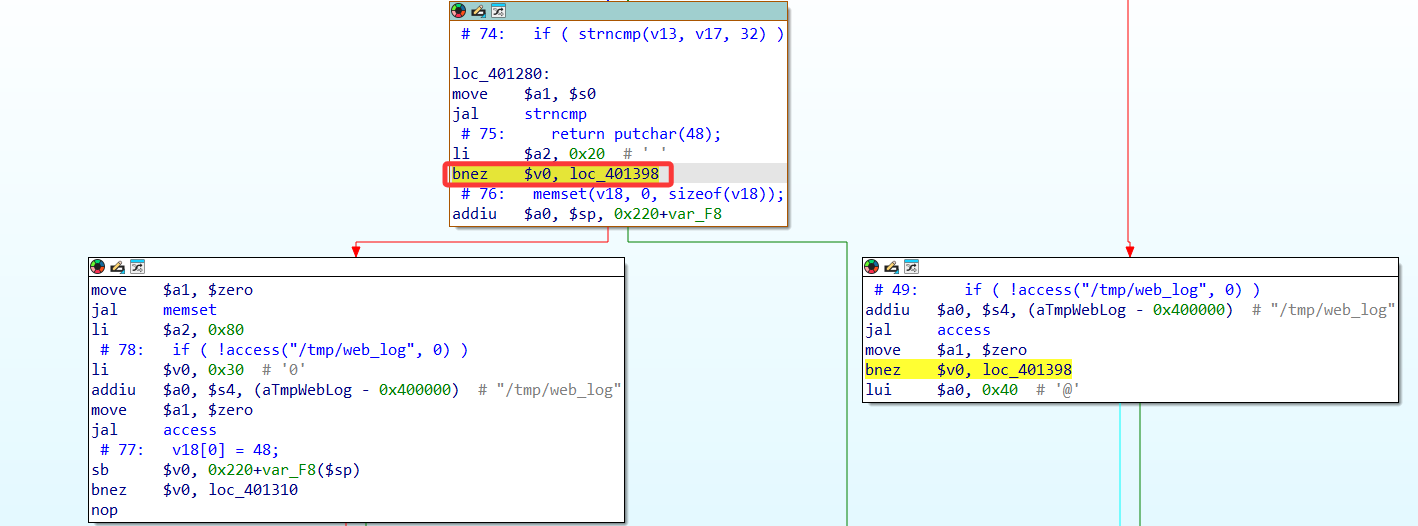 # 74:   if ( strncmp(v13, v17, 32) )
loc_401280:
move    $a1, $s0
jal     strncmp
# 75:     return putchar(48);
li      $a2, 0x20  # ' '
bnez    $v0, loc_401398
# 76:   memset(v18, 0, sizeof(v18));
addiu   $a0, $sp, 0x220+var_F8
move    $a1, $zero
jal     memset
li      $a2, 0x80
# 78:   if ( !access("/tmp/web_log", 0) )
li      $v0, 0x30  # '0'
addiu   $a0, $s4, (aTmpWebLog - 0x400000)  # "/tmp/web_log"
move    $a1, $zero
jal     access
# 77:   v18[0] = 48;
sb      $v0, 0x220+var_F8($sp)
bnez    $v0, loc_401310
nop
# 49:     if ( !access("/tmp/web_log", 0) )
addiu   $a0, $s4, (aTmpWebLog - 0x400000)  # "/tmp/web_log"
jal     access
move    $a1, $zero
bnez    $v0, loc_401398
lui     $a0, 0x40  # '@'